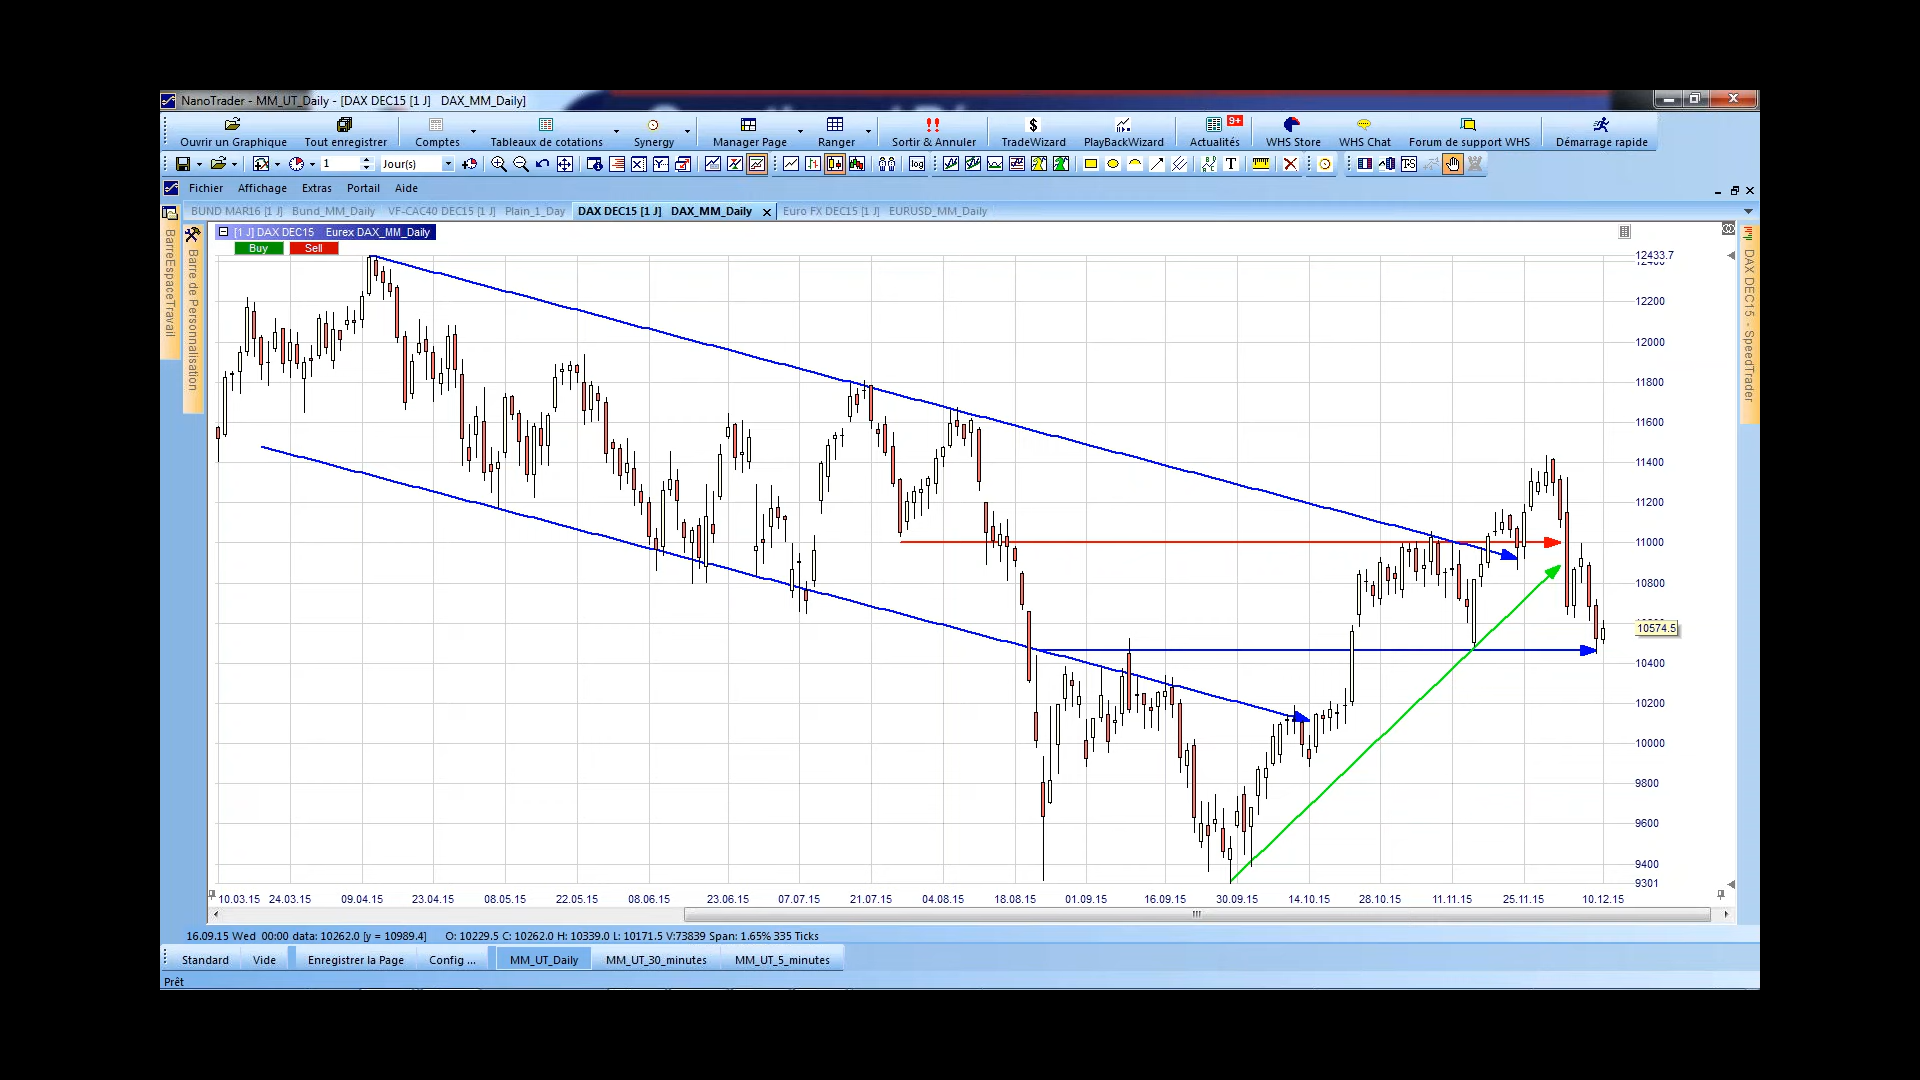 NanoTrader - MM_UT_Daily - [DAX DEC15 [1 J]   DAX_MM_Daily]
Ouvrir un Graphique Tout enregistrer Comptes Tableaux de cotations Synergy Manager Page Ranger Sortir & Annuler TradeWizard PlayBackWizard Actualités 9+ WHS Store WHS Chat Forum de support WHS Démarrage rapide
1 Jour(s) log T TS
Fichier Affichage Extras Portail Aide
BUND MAR16 [1 J] Bund_MM_Daily VF-CAC40 DEC15 [1 J] Plain_1_Day DAX DEC15 [1 J] DAX_MM_Daily Euro FX DEC15 [1 J] EURUSD_MM_Daily
[1 J] DAX DEC15 Eurex DAX_MM_Daily
Buy Sell
BarreEspaceTravail
Barre de Personnalisation
DAX DEC15 - SpeedTrader
12433.7
12200
12000
11800
11600
11400
11200
11000
10800
10574.5
10400
10200
10000
9800
9600
9400
9301
10.03.15 24.03.15 09.04.15 23.04.15 08.05.15 22.05.15 08.06.15 23.06.15 07.07.15 21.07.15 04.08.15 18.08.15 01.09.15 16.09.15 30.09.15 14.10.15 28.10.15 11.11.15 25.11.15 10.12.15
16.09.15 Wed 00:00 data: 10262.0 [y = 10989.4] O: 10229.5 C: 10262.0 H: 10339.0 L: 10171.5 V:73839 Span: 1.65% 335 Ticks
Standard Vide Enregistrer la Page Config ... MM_UT_Daily MM_UT_30_minutes MM_UT_5_minutes
Prêt